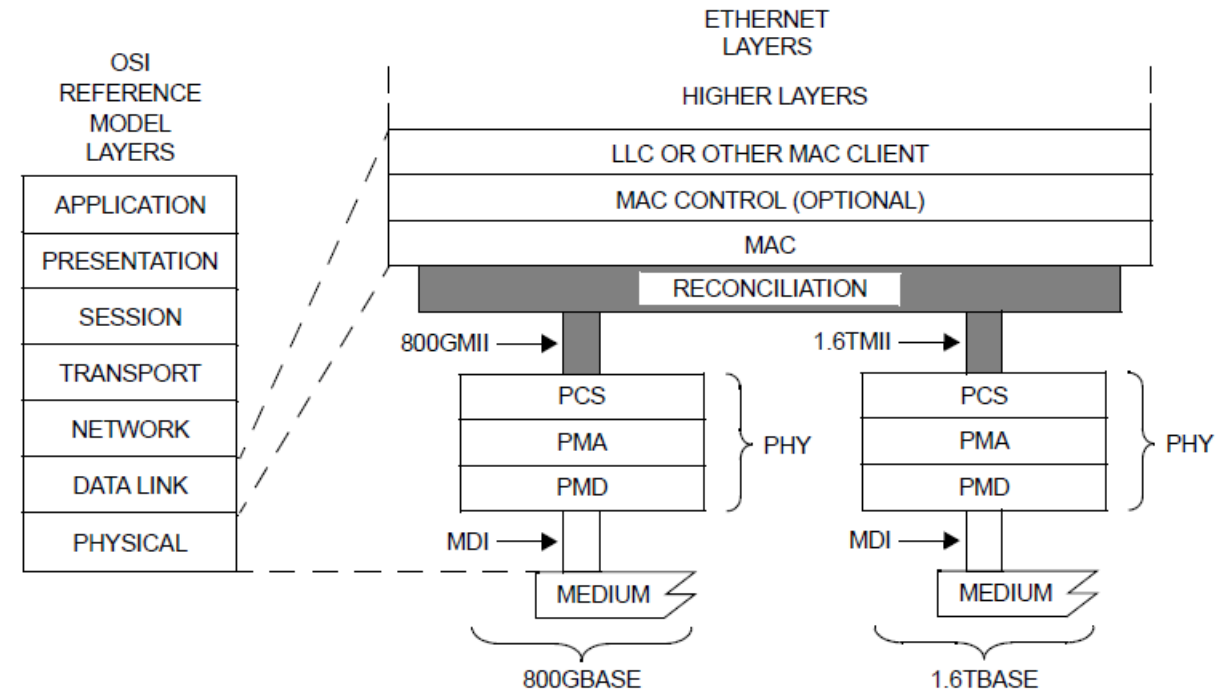 OSI
REFERENCE
MODEL
LAYERS
APPLICATION
PRESENTATION
SESSION
TRANSPORT
NETWORK
DATA LINK
PHYSICAL
ETHERNET
LAYERS
HIGHER LAYERS
LLC OR OTHER MAC CLIENT
MAC CONTROL (OPTIONAL)
MAC
RECONCILIATION
800GMII
PCS
PMA
PMD
PHY
MDI
MEDIUM
800GBASE
1.6TMII
PCS
PMA
PMD
PHY
MDI
MEDIUM
1.6TBASE